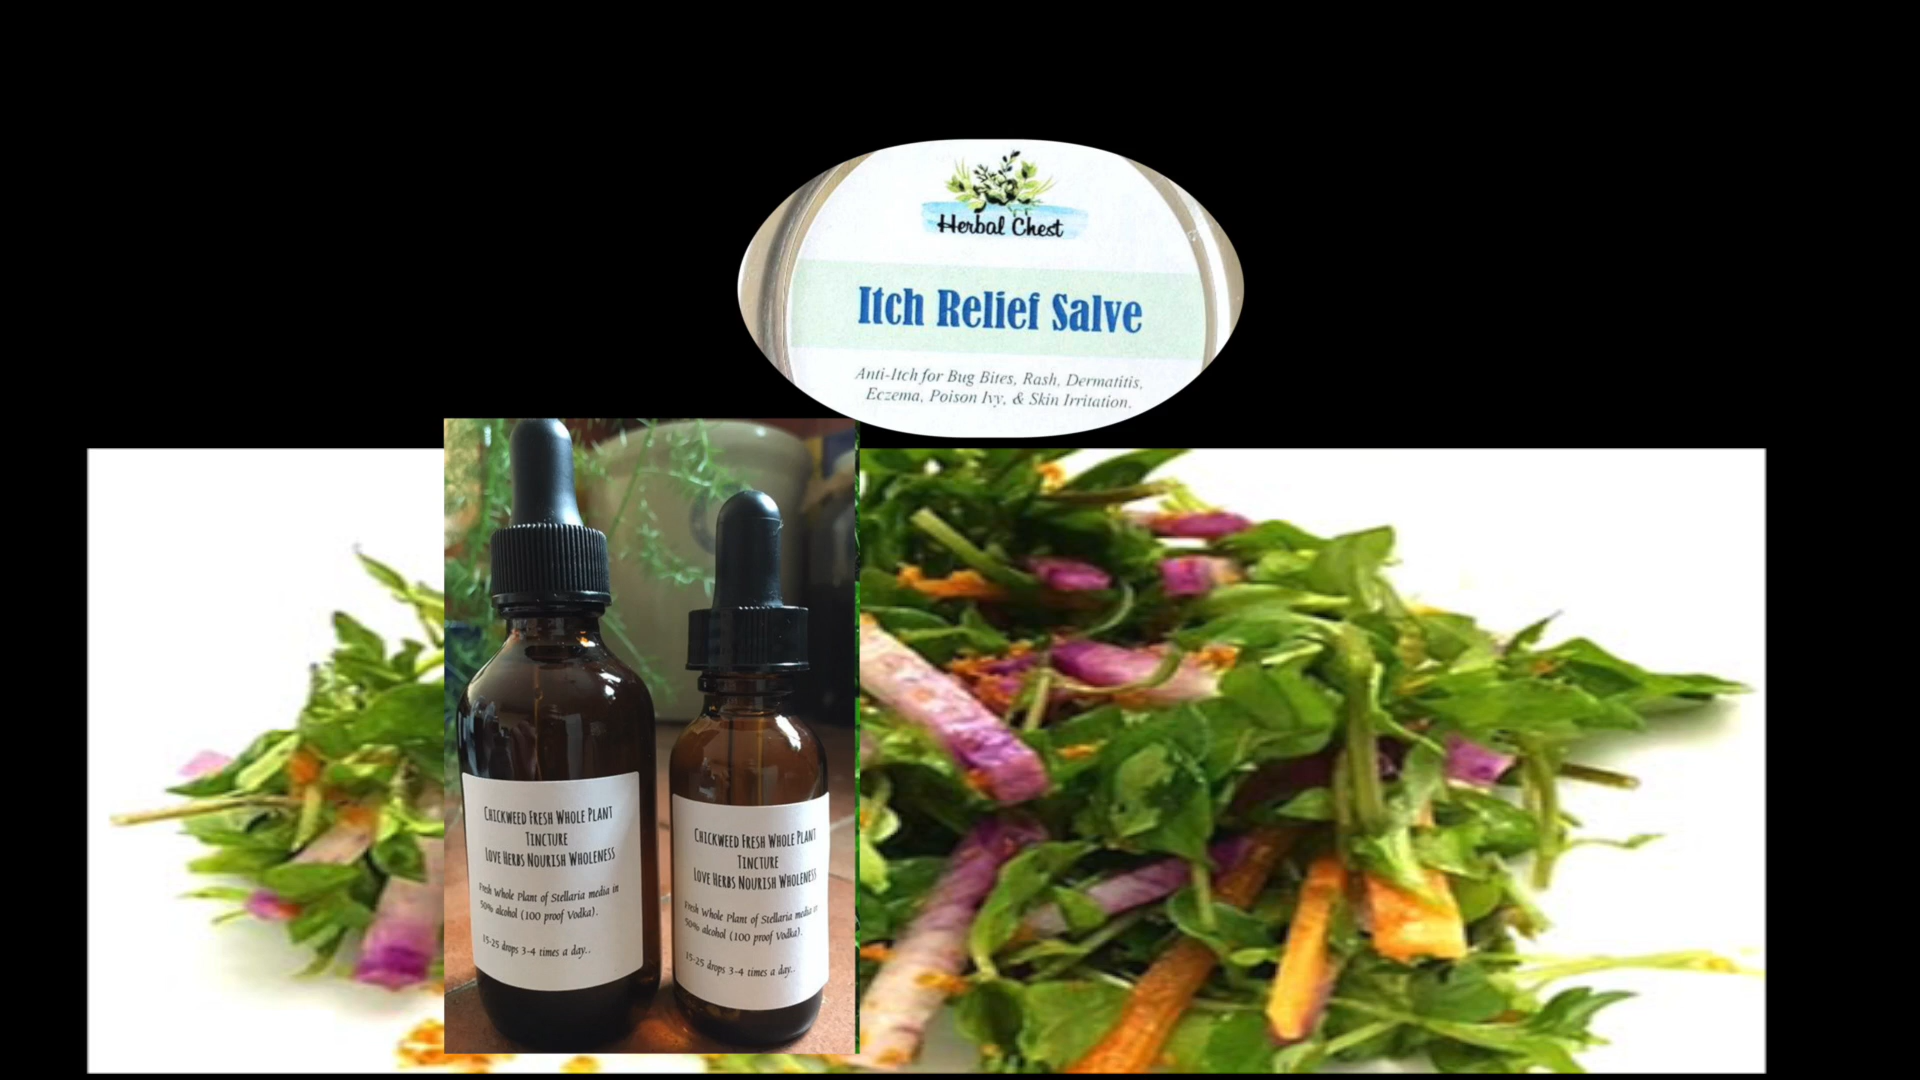 Herbal Chest
Itch Relief Salve
Anti-Itch for Bug Bites, Rash, Dermatitis,
Eczema, Poison Ivy, & Skin Irritation.
Chickweed Fresh Whole Plant
Tincture
Love Herbs Nourish Wholeness
Fresh Whole Plant of Stellaria media in
50% alcohol (100 proof Vodka).
15-25 drops 3-4 times a day..
Chickweed Fresh Whole Plant
Tincture
Love Herbs Nourish Wholeness
Fresh Whole Plant of Stellaria media in
50% alcohol (100 proof Vodka).
15-25 drops 3-4 times a day..